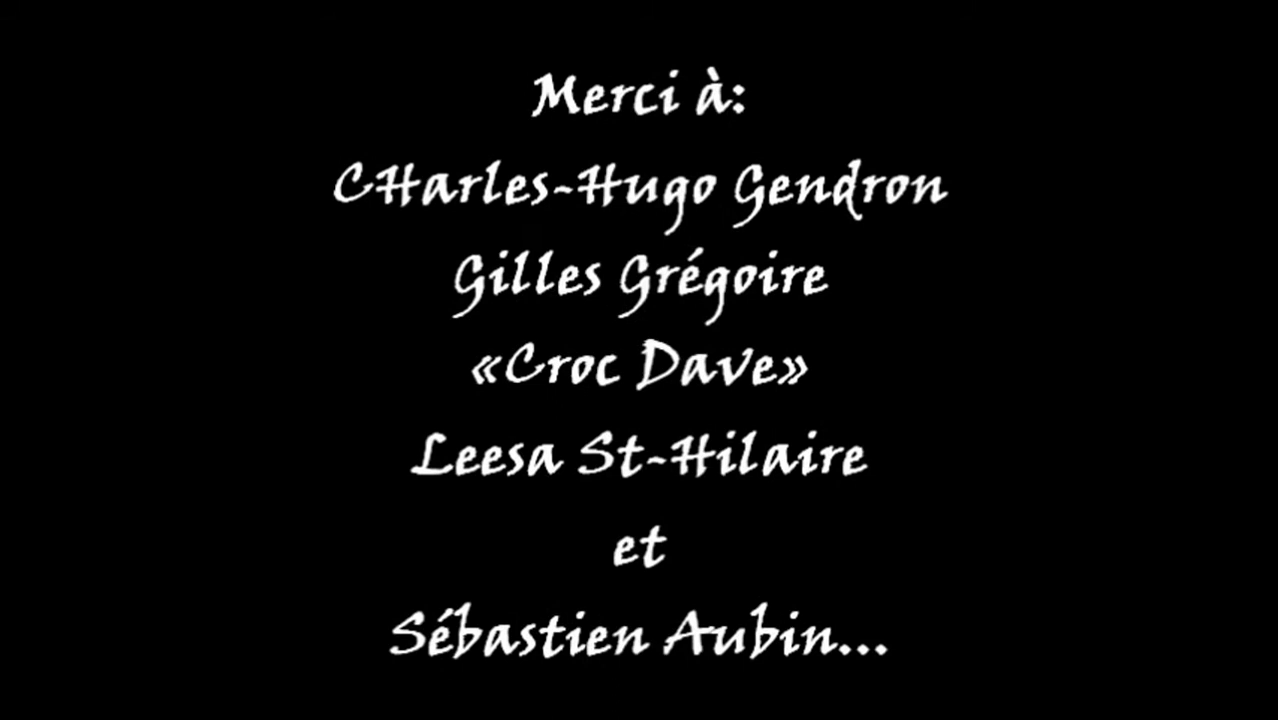 Merci à:
CHarles-Hugo Gendron
Gilles Grégoire
«Croc Dave»
Leesa St-Hilaire
et
Sébastien Aubin...